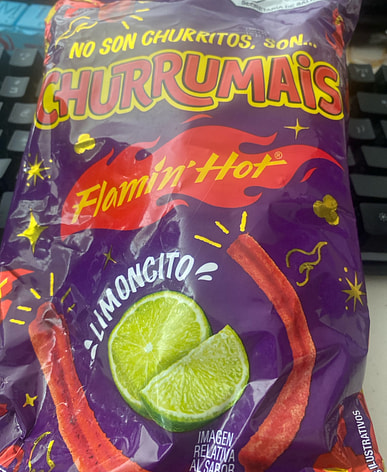 NO SON CHURRITOS, SON...
CHURRUMAiS
Flamin' Hot®
LIMONCITO
IMAGEN
RELATIVA
AL SABOR